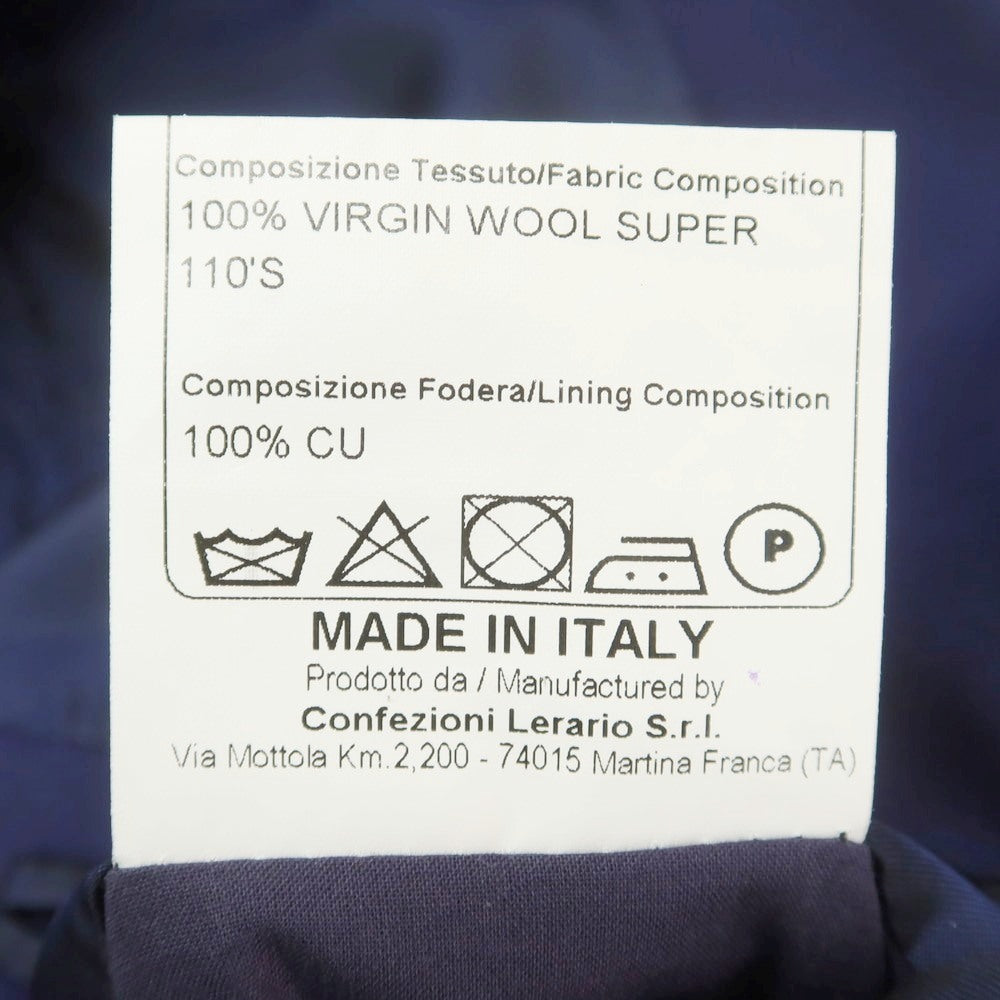 Composizione Tessuto/Fabric Composition
100% VIRGIN WOOL SUPER
110'S
Composizione Fodera/Lining Composition
100% CU
P
MADE IN ITALY
Prodotto da / Manufactured by
Confezioni Lerario S.r.l.
Via Mottola Km.2,200 - 74015 Martina Franca (TA)